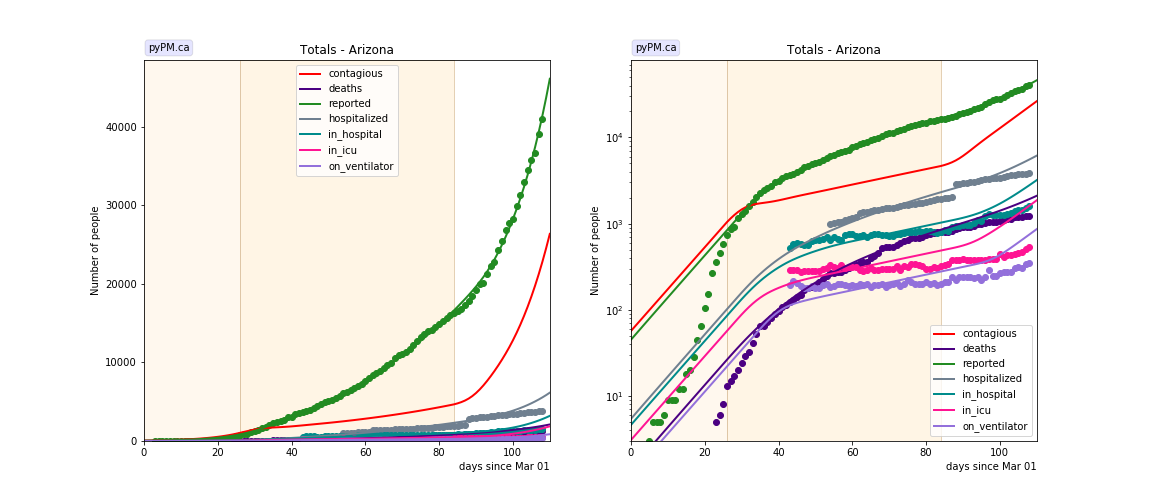 pyPM.ca
Totals - Arizona
Number of people
40000
30000
20000
10000
0
contagious
deaths
reported
hospitalized
in_hospital
in_icu
on_ventilator
0 20 40 60 80 100
days since Mar 01
pyPM.ca
Totals - Arizona
Number of people
10^4
10^3
10^2
10^1
contagious
deaths
reported
hospitalized
in_hospital
in_icu
on_ventilator
0 20 40 60 80 100
days since Mar 01